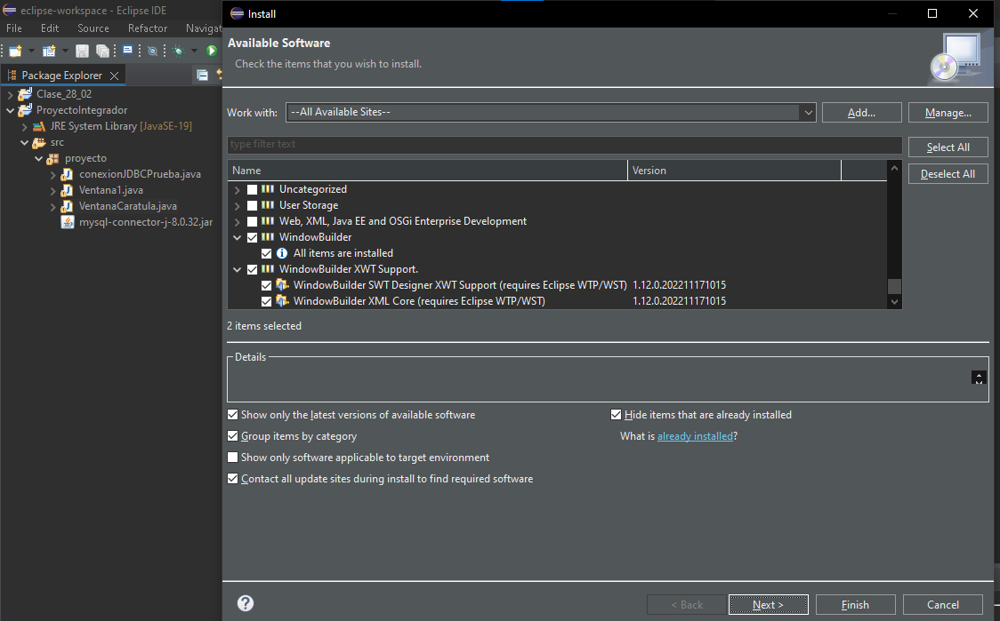 eclipse-workspace - Eclipse IDE
File Edit Source Refactor Navigat
Package Explorer
Clase_28_02
ProyectoIntegrador
JRE System Library [JavaSE-19]
src
proyecto
conexionJDBCPrueba.java
Ventana1.java
VentanaCaratula.java
mysql-connector-j-8.0.32.jar
Install
Available Software
Check the items that you wish to install.
Work with: --All Available Sites-- Add... Manage...
type filter text
Select All
Deselect All
Name Version
Uncategorized
User Storage
Web, XML, Java EE and OSGi Enterprise Development
WindowBuilder
All items are installed
WindowBuilder XWT Support.
WindowBuilder SWT Designer XWT Support (requires Eclipse WTP/WST) 1.12.0.202211171015
WindowBuilder XML Core (requires Eclipse WTP/WST) 1.12.0.202211171015
2 items selected
Details
Show only the latest versions of available software Hide items that are already installed
Group items by category What is already installed?
Show only software applicable to target environment
Contact all update sites during install to find required software
? < Back Next > Finish Cancel